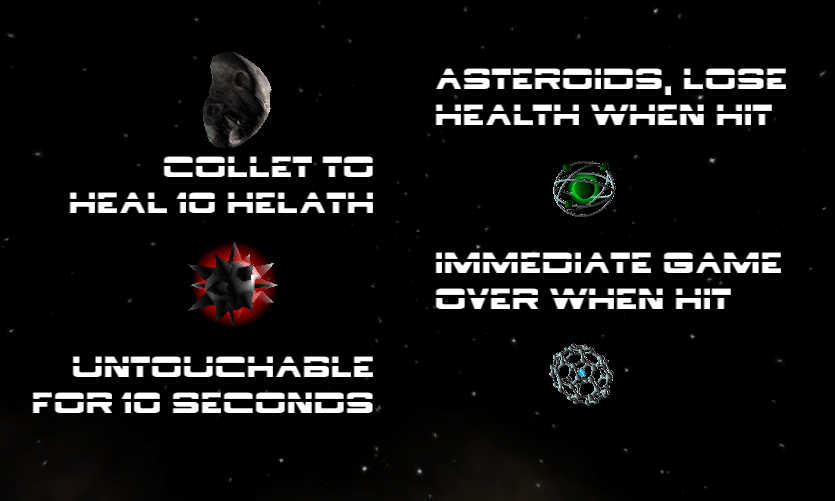 ASTEROIDS, LOSE
HEALTH WHEN HIT
COLLET TO
HEAL 10 HELATH
IMMEDIATE GAME
OVER WHEN HIT
UNTOUCHABLE
FOR 10 SECONDS